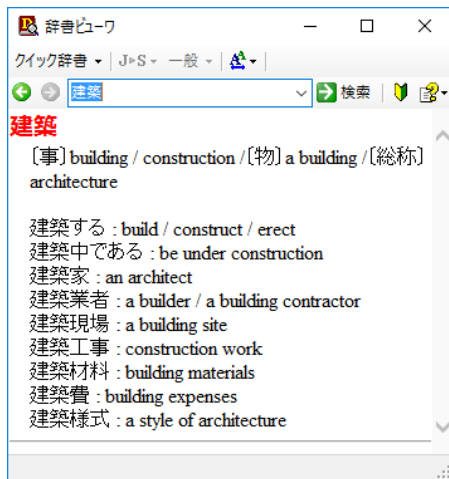 辞書ビューワ
クイック辞書 J▶S 一般 A
建築 検索
建築
〔事〕building / construction /〔物〕a building /〔総称〕
architecture
建築する : build / construct / erect
建築中である : be under construction
建築家 : an architect
建築業者 : a builder / a building contractor
建築現場 : a building site
建築工事 : construction work
建築材料 : building materials
建築費 : building expenses
建築様式 : a style of architecture